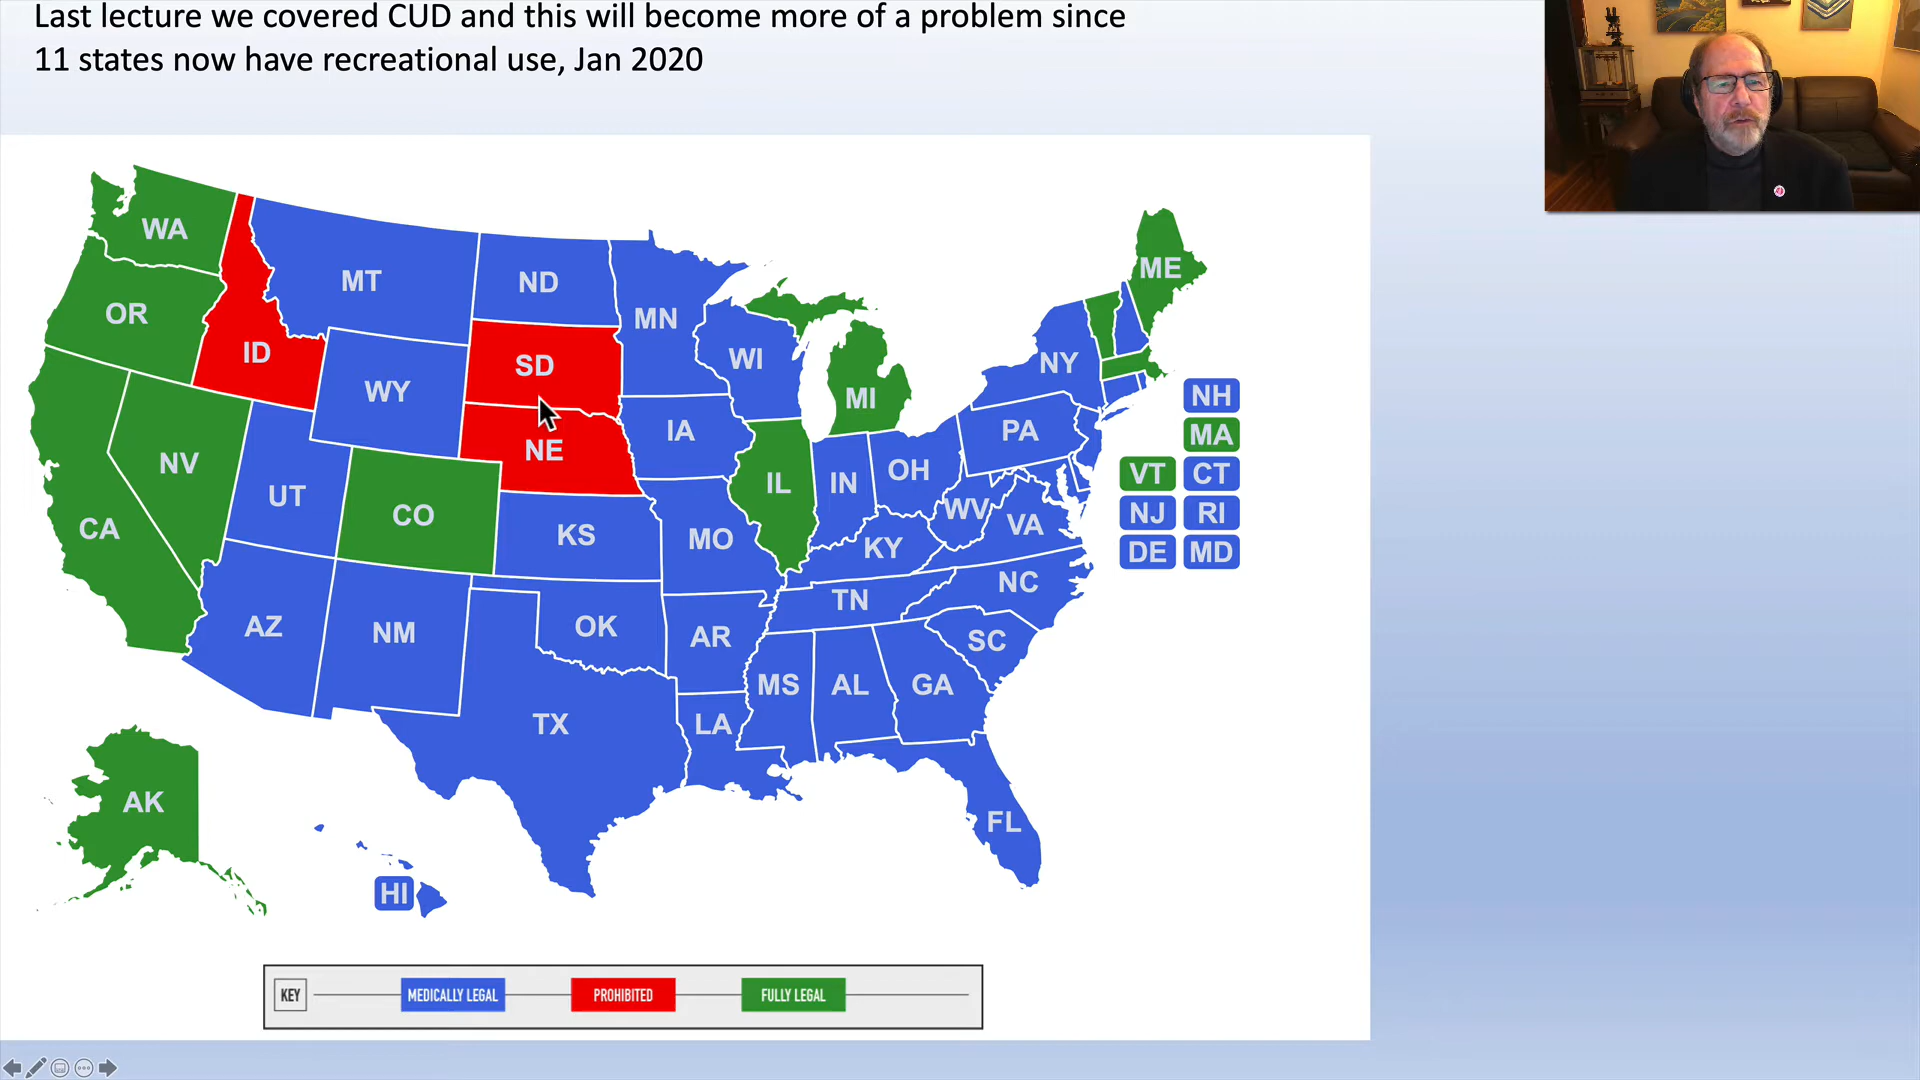 Last lecture we covered CUD and this will become more of a problem since
11 states now have recreational use, Jan 2020
WA
MT
ND
MN
OR
ID
SD
WI
MI
NY
ME
WY
NE
IA
PA
NH
MA
NV
UT
CO
IL
IN
OH
VT
CT
CA
KS
MO
KY
WV
VA
NJ
RI
DE
MD
AZ
NM
OK
AR
TN
NC
SC
TX
LA
MS
AL
GA
AK
HI
FL
KEY
MEDICALLY LEGAL
PROHIBITED
FULLY LEGAL